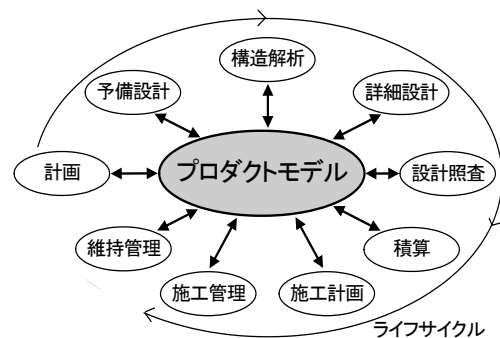 構造解析
予備設計
詳細設計
計画
プロダクトモデル
設計照査
維持管理
積算
施工管理
施工計画
ライフサイクル